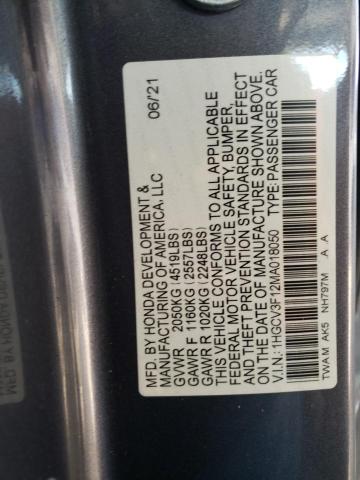 MFD. BY HONDA DEVELOPMENT &
MANUFACTURING OF AMERICA, LLC
06/21
GVWR 2050KG (4519LBS)
GAWR F 1160KG (2557LBS)
GAWR R 1020KG (2248LBS)
THIS VEHICLE CONFORMS TO ALL APPLICABLE
FEDERAL MOTOR VEHICLE SAFETY, BUMPER,
AND THEFT PREVENTION STANDARDS IN EFFECT
ON THE DATE OF MANUFACTURE SHOWN ABOVE.
V.I.N.: 1HGCV3F12MA018050 TYPE:PASSENGER CAR
TWAM AK5 NH797M A A